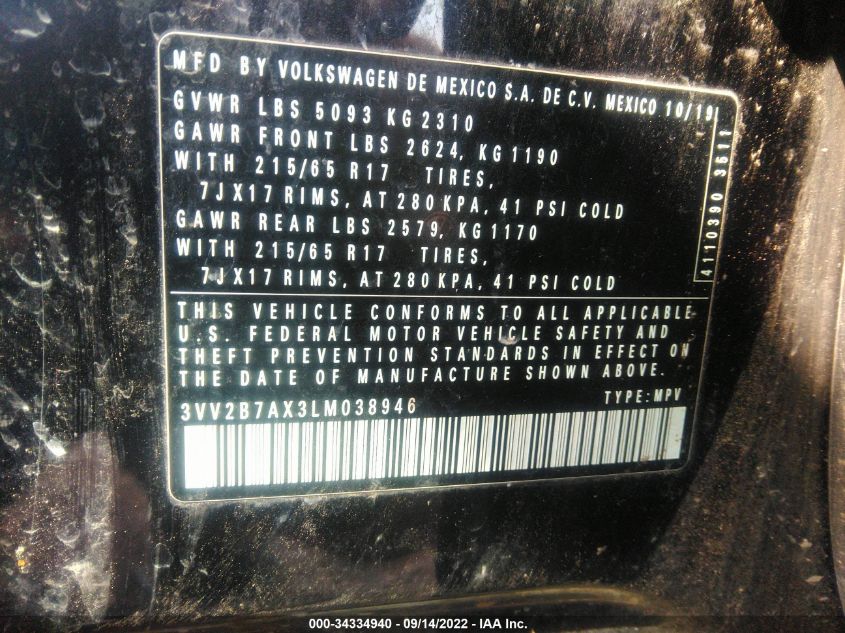 MFD BY VOLKSWAGEN DE MEXICO S.A. DE C.V. MEXICO 10/19
GVWR LBS 5093 KG 2310
GAWR FRONT LBS 2624, KG 1190
WITH 215/65 R17 TIRES,
7JX17 RIMS, AT 280 KPA, 41 PSI COLD
GAWR REAR LBS 2579, KG 1170
WITH 215/65 R17 TIRES,
7JX17 RIMS, AT 280 KPA, 41 PSI COLD
4110390 3611
THIS VEHICLE CONFORMS TO ALL APPLICABLE
U.S. FEDERAL MOTOR VEHICLE SAFETY AND
THEFT PREVENTION STANDARDS IN EFFECT ON
THE DATE OF MANUFACTURE SHOWN ABOVE.
3VV2B7AX3LM038946 TYPE: MPV
000-34334940 - 09/14/2022 - IAA Inc.